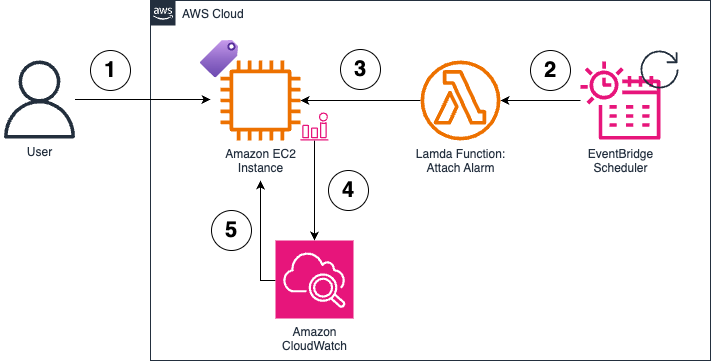 aws
AWS Cloud
1
3
2
User
Amazon EC2
Instance
Lamda Function:
Attach Alarm
EventBridge
Scheduler
4
5
Amazon
CloudWatch